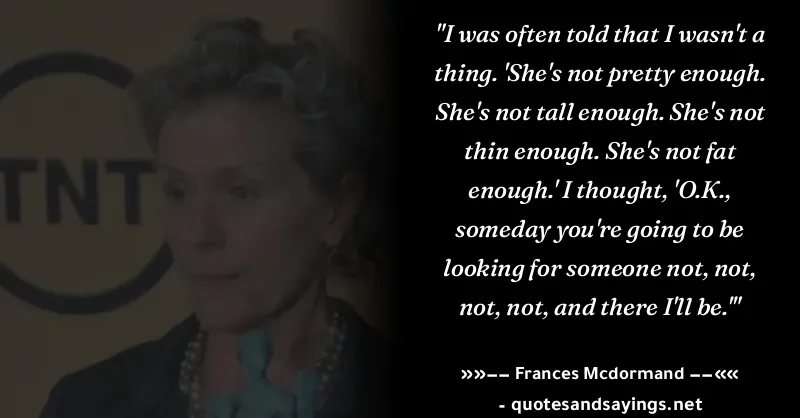 TNT
"I was often told that I wasn't a
thing. 'She's not pretty enough.
She's not tall enough. She's not
thin enough. She's not fat
enough.' I thought, 'O.K.,
someday you're going to be
looking for someone not, not,
not, not, and there I'll be.'"
»»−− Frances Mcdormand −−««
- quotesandsayings.net